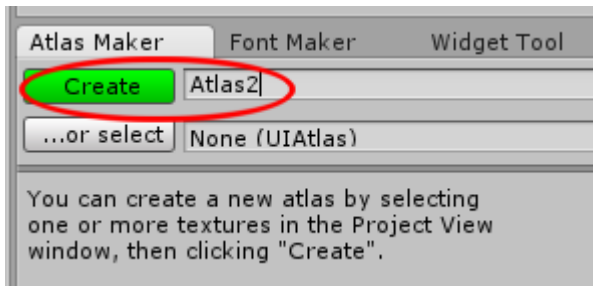 Atlas Maker Font Maker Widget Tool
Create Atlas2
...or select None (UIAtlas)
You can create a new atlas by selecting
one or more textures in the Project View
window, then clicking "Create".